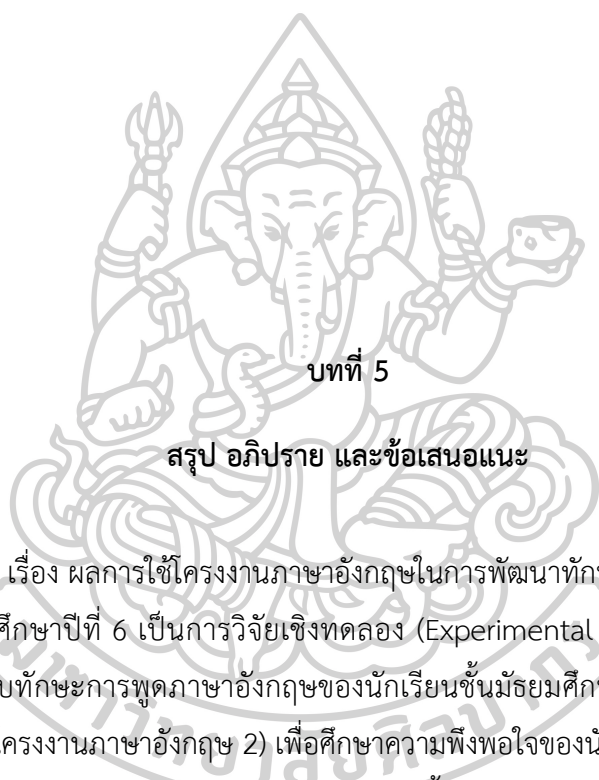 บทที่ 5
สรุป อภิปราย และข้อเสนอแนะ
เรื่อง ผลการใช้โครงงานภาษาอังกฤษในการพัฒนาทักษ
ศึกษาปีที่ 6 เป็นการวิจัยเชิงทดลอง (Experimental
บทักษะการพูดภาษาอังกฤษของนักเรียนชั้นมัธยมศึกษ
ครงงานภาษาอังกฤษ 2) เพื่อศึกษาความพึงพอใจของนั